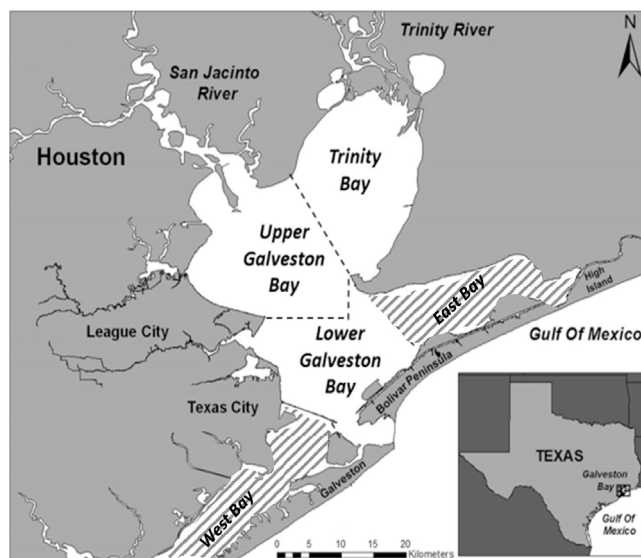 Trinity River
N
San Jacinto
River
Houston
Trinity
Bay
Upper
Galveston
Bay
East Bay
High
Island
League City
Lower
Galveston
Bay
Gulf Of Mexico
Bolivar Peninsula
Texas City
Galveston
West Bay
TEXAS
Galveston
Bay
Gulf Of
Mexico
0 5 10 15 20
Kilometers